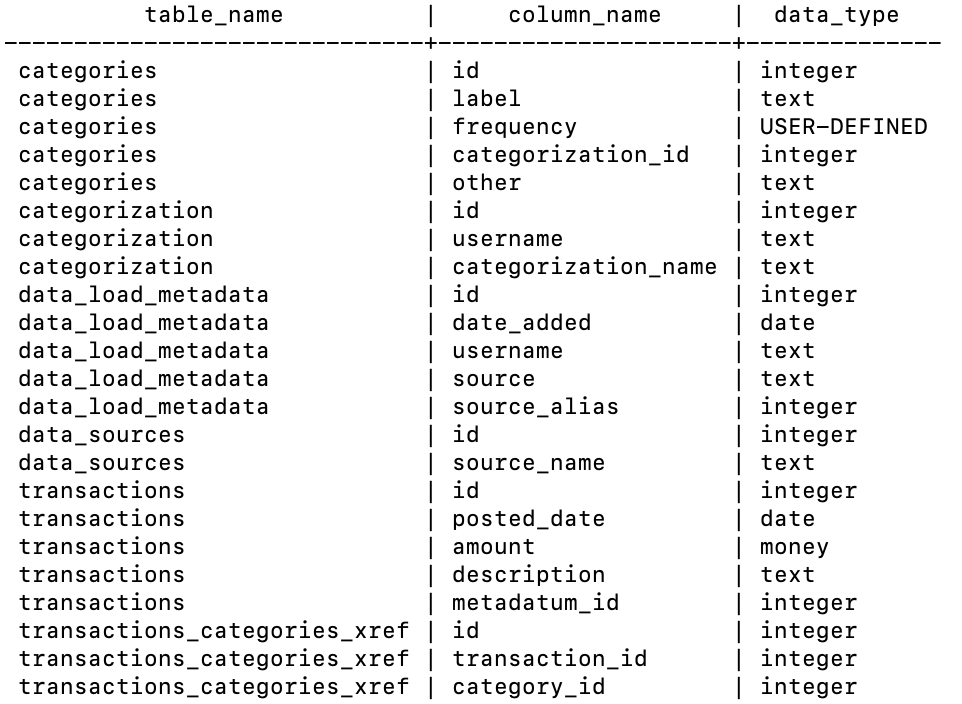 table_name           |     column_name     |  data_type
-------------------------------+---------------------+--------------
 categories                    | id                  | integer
 categories                    | label               | text
 categories                    | frequency           | USER-DEFINED
 categories                    | categorization_id   | integer
 categories                    | other               | text
 categorization                | id                  | integer
 categorization                | username            | text
 categorization                | categorization_name | text
 data_load_metadata            | id                  | integer
 data_load_metadata            | date_added          | date
 data_load_metadata            | username            | text
 data_load_metadata            | source              | text
 data_load_metadata            | source_alias        | integer
 data_sources                  | id                  | integer
 data_sources                  | source_name         | text
 transactions                  | id                  | integer
 transactions                  | posted_date         | date
 transactions                  | amount              | money
 transactions                  | description         | text
 transactions                  | metadatum_id        | integer
 transactions_categories_xref  | id                  | integer
 transactions_categories_xref  | transaction_id      | integer
 transactions_categories_xref  | category_id         | integer